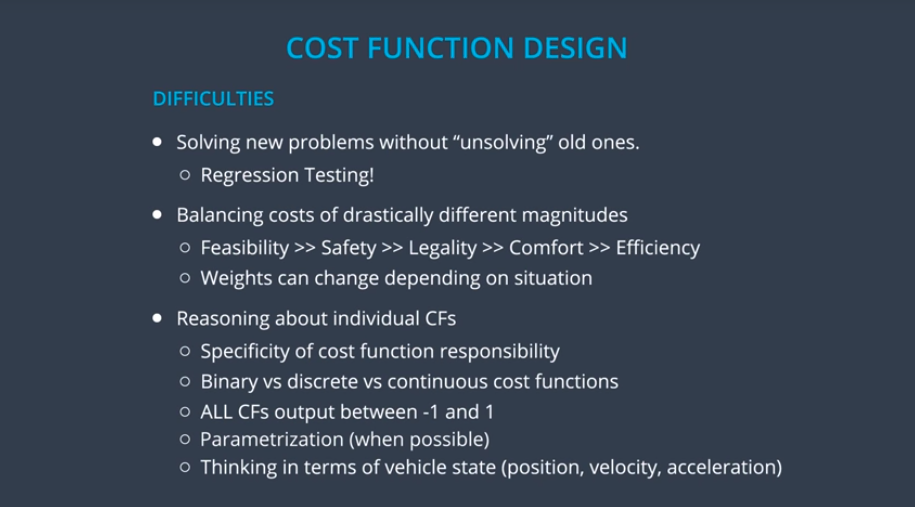 COST FUNCTION DESIGN
DIFFICULTIES
• Solving new problems without “unsolving” old ones.
○ Regression Testing!
• Balancing costs of drastically different magnitudes
○ Feasibility >> Safety >> Legality >> Comfort >> Efficiency
○ Weights can change depending on situation
• Reasoning about individual CFs
○ Specificity of cost function responsibility
○ Binary vs discrete vs continuous cost functions
○ ALL CFs output between -1 and 1
○ Parametrization (when possible)
○ Thinking in terms of vehicle state (position, velocity, acceleration)